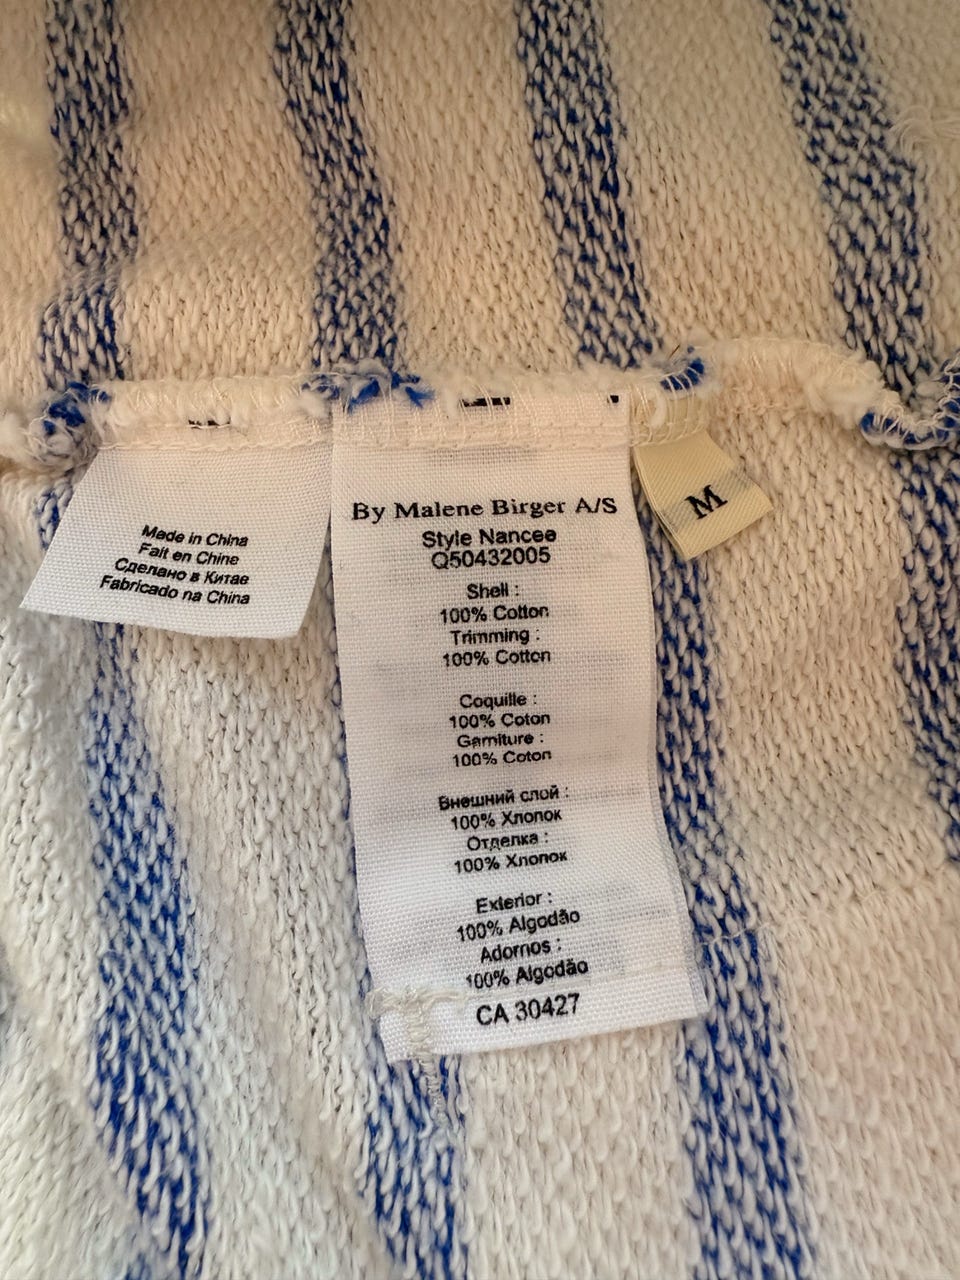 Made in China
Fait en Chine
Сделано в Китае
Fabricado na China
By Malene Birger A/S
Style Nancee
Q50432005
Shell :
100% Cotton
Trimming :
100% Cotton
Coquille :
100% Coton
Garniture :
100% Coton
Внешний слой :
100% Хлопок
Отделка :
100% Хлопок
Exterior :
100% Algodão
Adornos :
100% Algodão
CA 30427
M